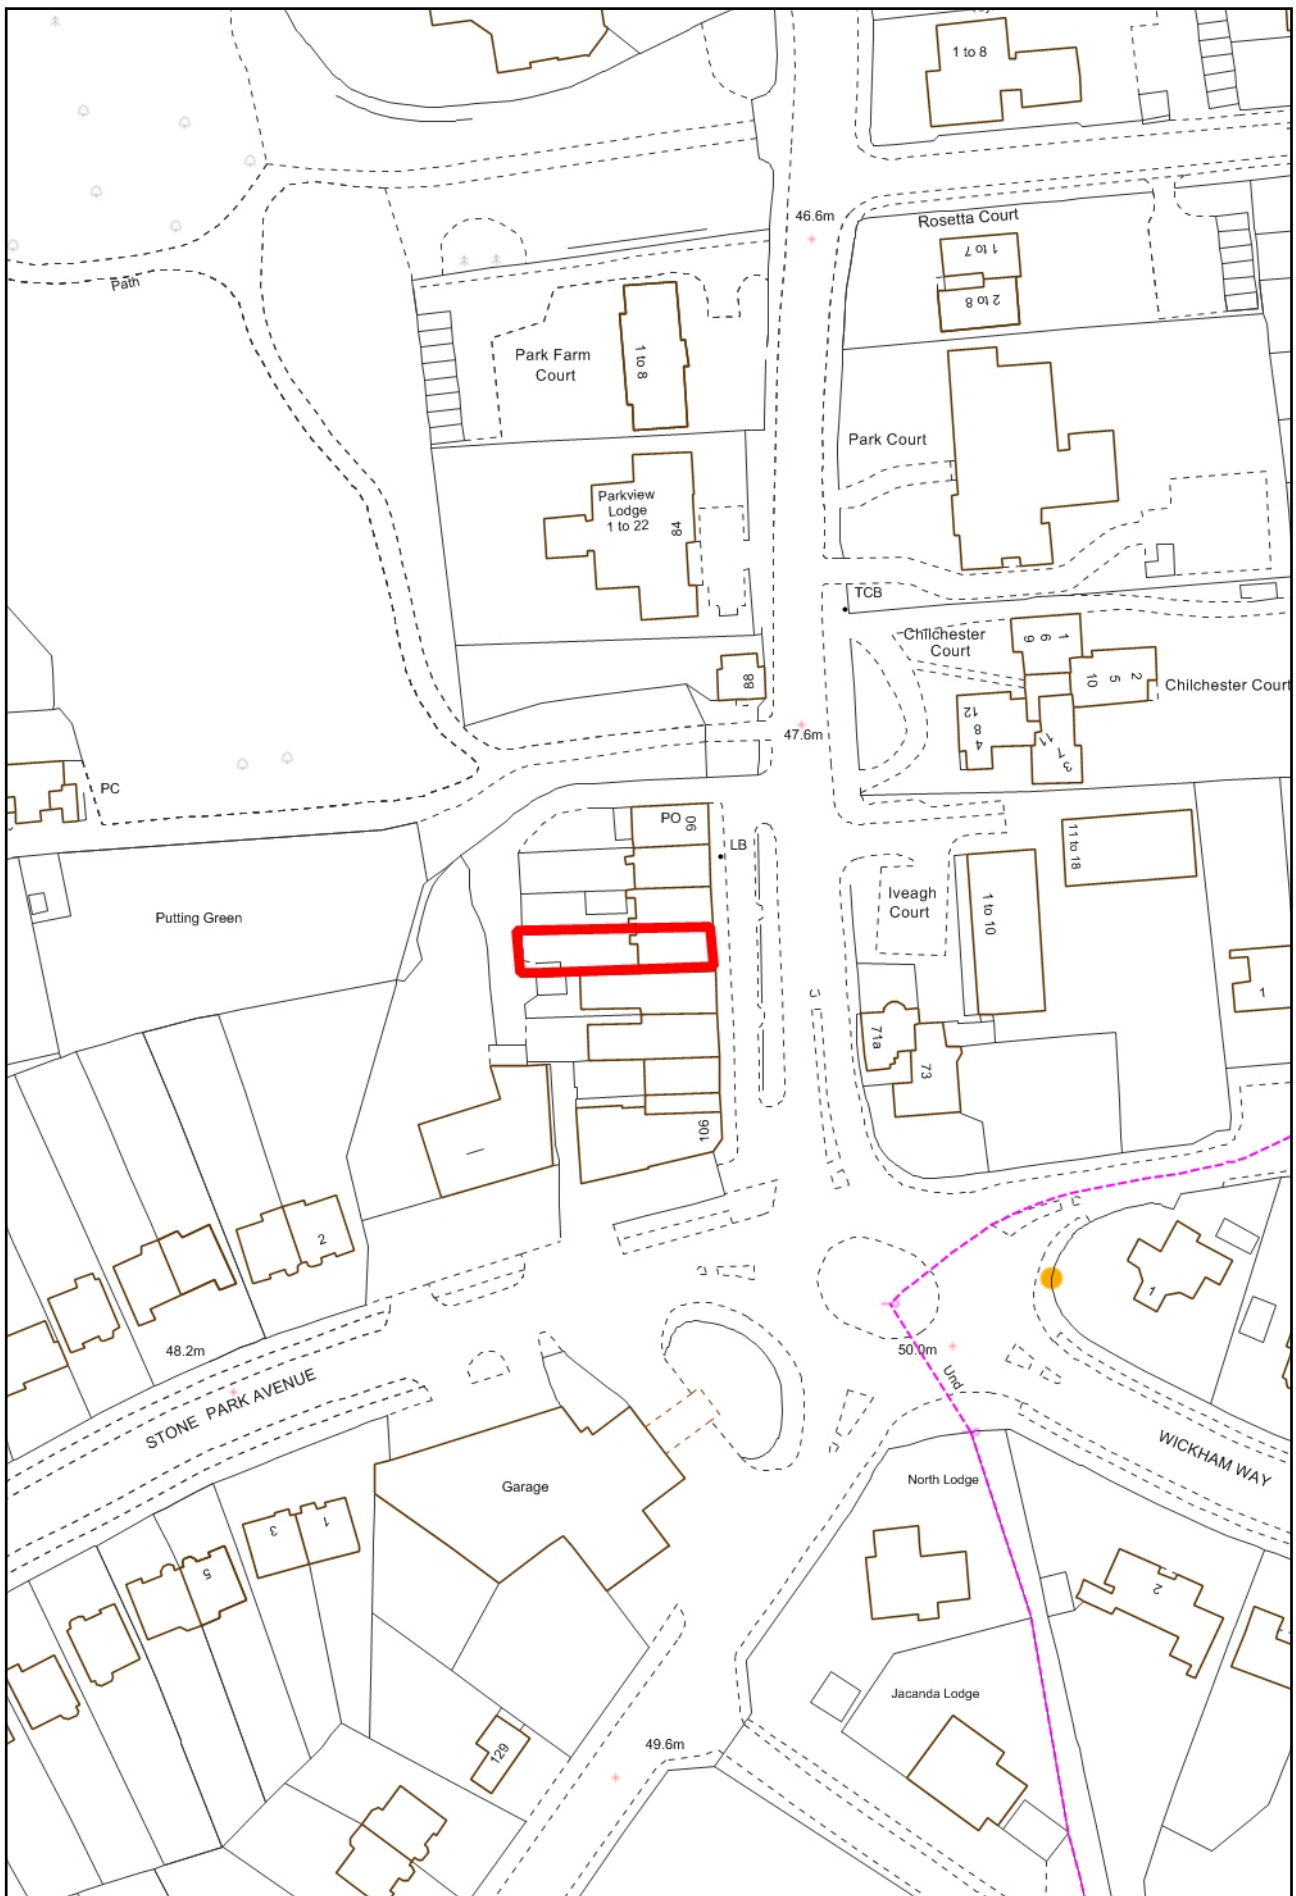 1 to 8
46.6m
Rosetta Court
1 to 7
2 to 8
Path
Park Farm
Court
1 to 8
Park Court
Parkview
Lodge
1 to 22
84
TCB
Chilchester
Court
1
6
9
2
5
10
Chilchester Court
88
12
8
4
11
7
3
47.6m
PC
PO
90
LB
11 to 18
Iveagh
Court
1 to 10
Putting Green
1
71a
73
106
2
1
48.2m
50.0m
Und
STONE PARK AVENUE
WICKHAM WAY
Garage
North Lodge
3
1
5
2
Jacanda Lodge
129
49.6m